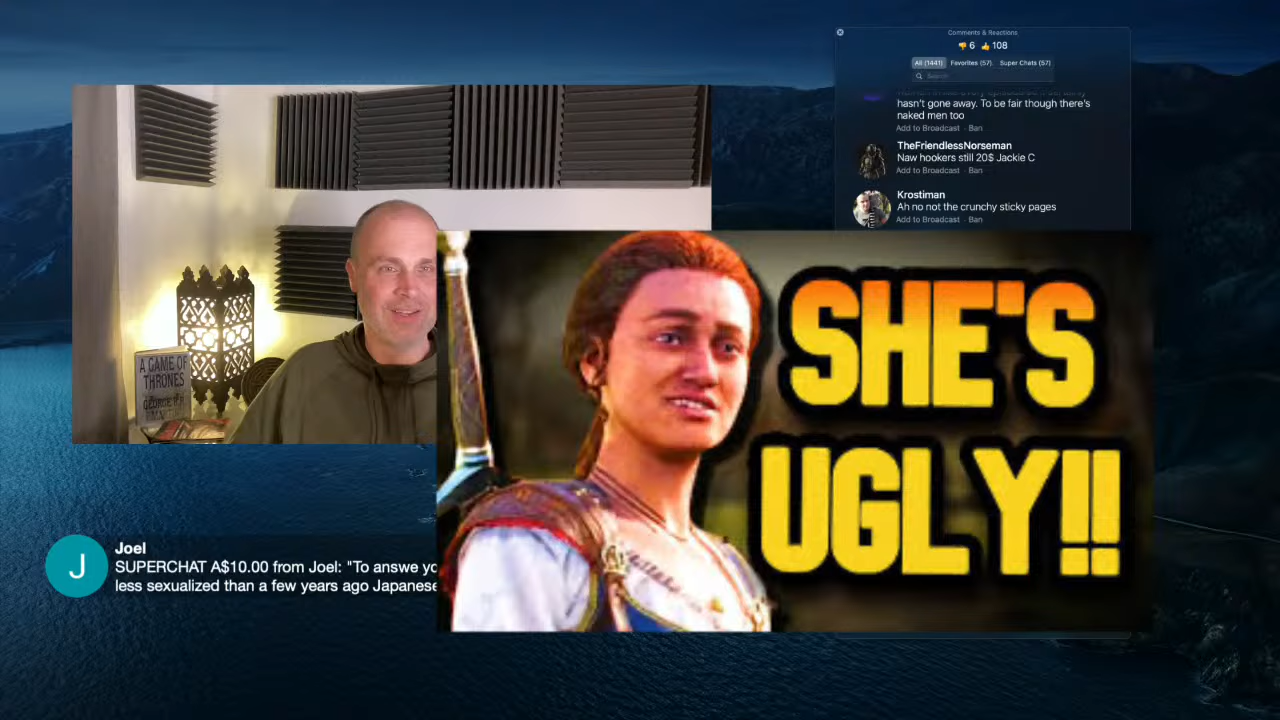 Comments & Reactions
6 108
All (1441) Favorites (57) Super Chats (57)
Search
hasn't gone away. To be fair though there's
naked men too
Add to Broadcast · Ban
TheFriendlessNorseman
Naw hookers still 20$ Jackie C
Add to Broadcast · Ban
Krostiman
Ah no not the crunchy sticky pages
Add to Broadcast · Ban
A GAME OF
THRONES
SHE'S
UGLY!!
J
Joel
SUPERCHAT A$10.00 from Joel: "To answe
less sexualized than a few years ago Japanese